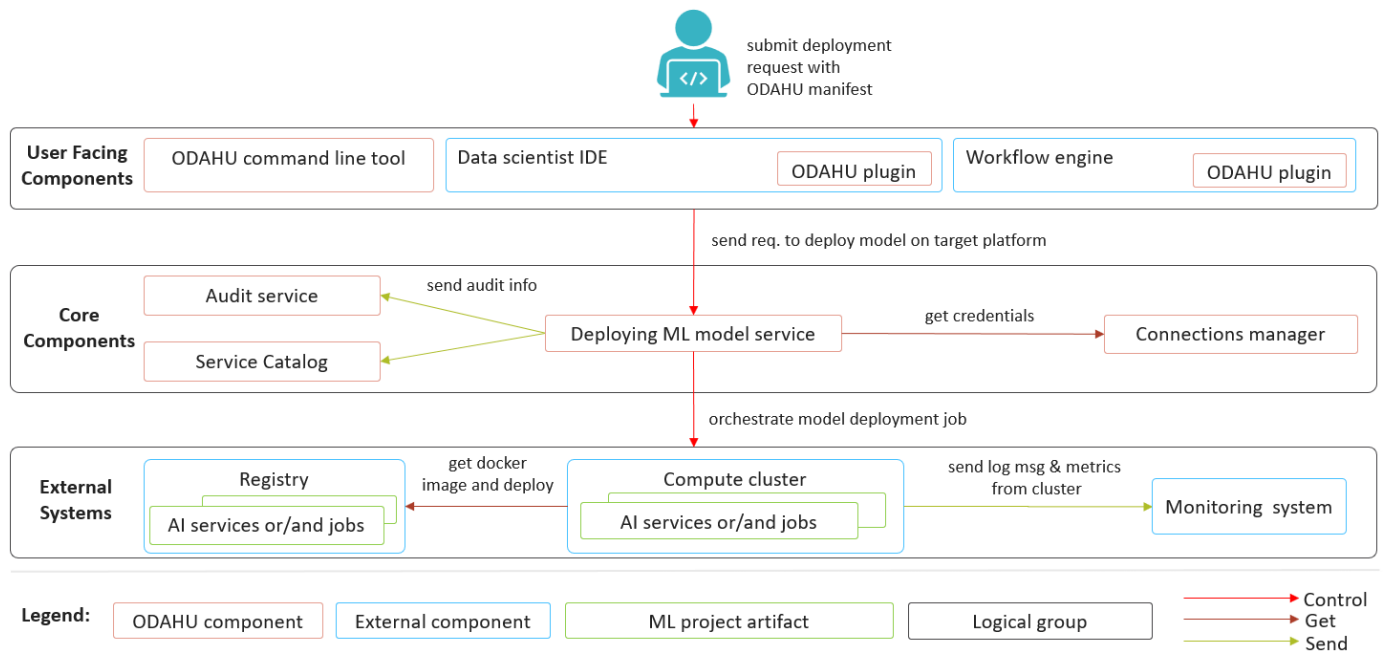 submit deployment
request with
ODAHU manifest
User Facing
Components
ODAHU command line tool
Data scientist IDE
ODAHU plugin
Workflow engine
ODAHU plugin
send req. to deploy model on target platform
Core
Components
Audit service
send audit info
Service Catalog
Deploying ML model service
get credentials
Connections manager
orchestrate model deployment job
External
Systems
Registry
AI services or/and jobs
get docker
image and deploy
Compute cluster
AI services or/and jobs
send log msg & metrics
from cluster
Monitoring system
Legend:
ODAHU component
External component
ML project artifact
Logical group
Control
Get
Send